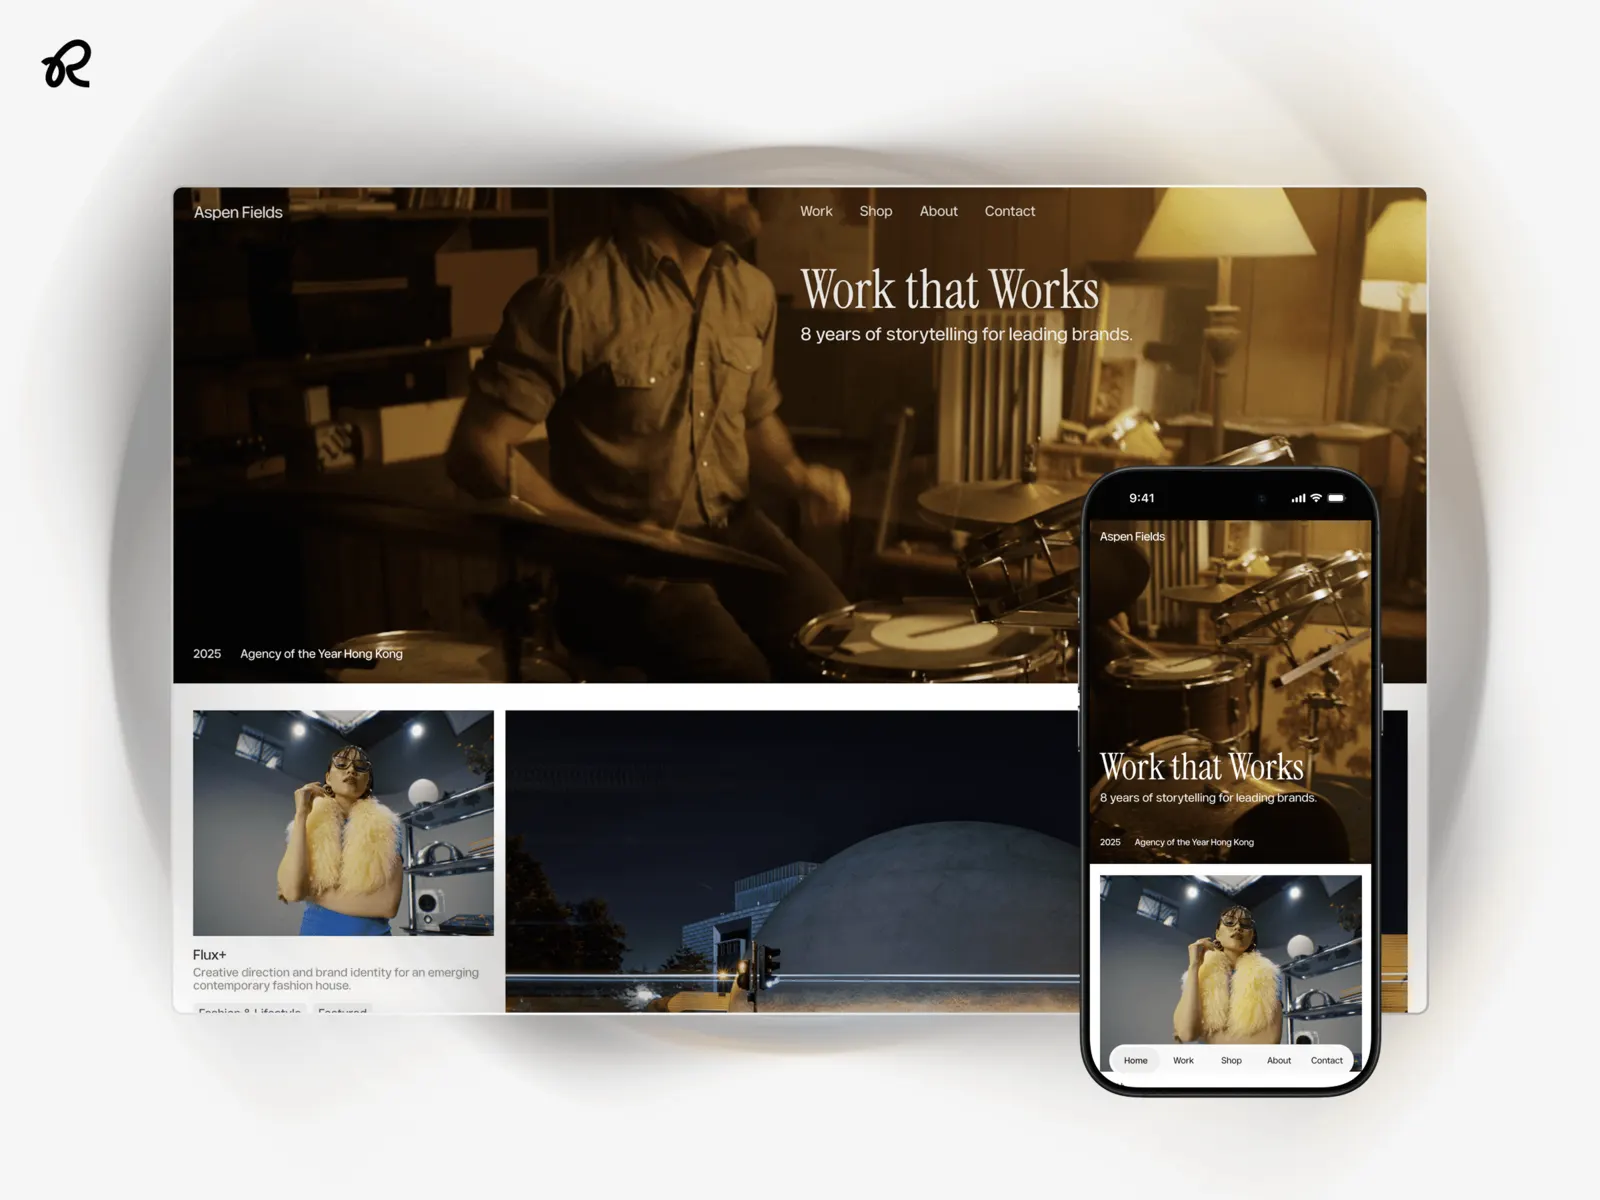 Aspen Fields
Work Shop About Contact
Work that Works
8 years of storytelling for leading brands.
2025 Agency of the Year Hong Kong
Flux+
Creative direction and brand identity for an emerging
contemporary fashion house.
Fashion & Lifestyle Featured
9:41
Aspen Fields
Work that Works
8 years of storytelling for leading brands.
2025 Agency of the Year Hong Kong
Home Work Shop About Contact